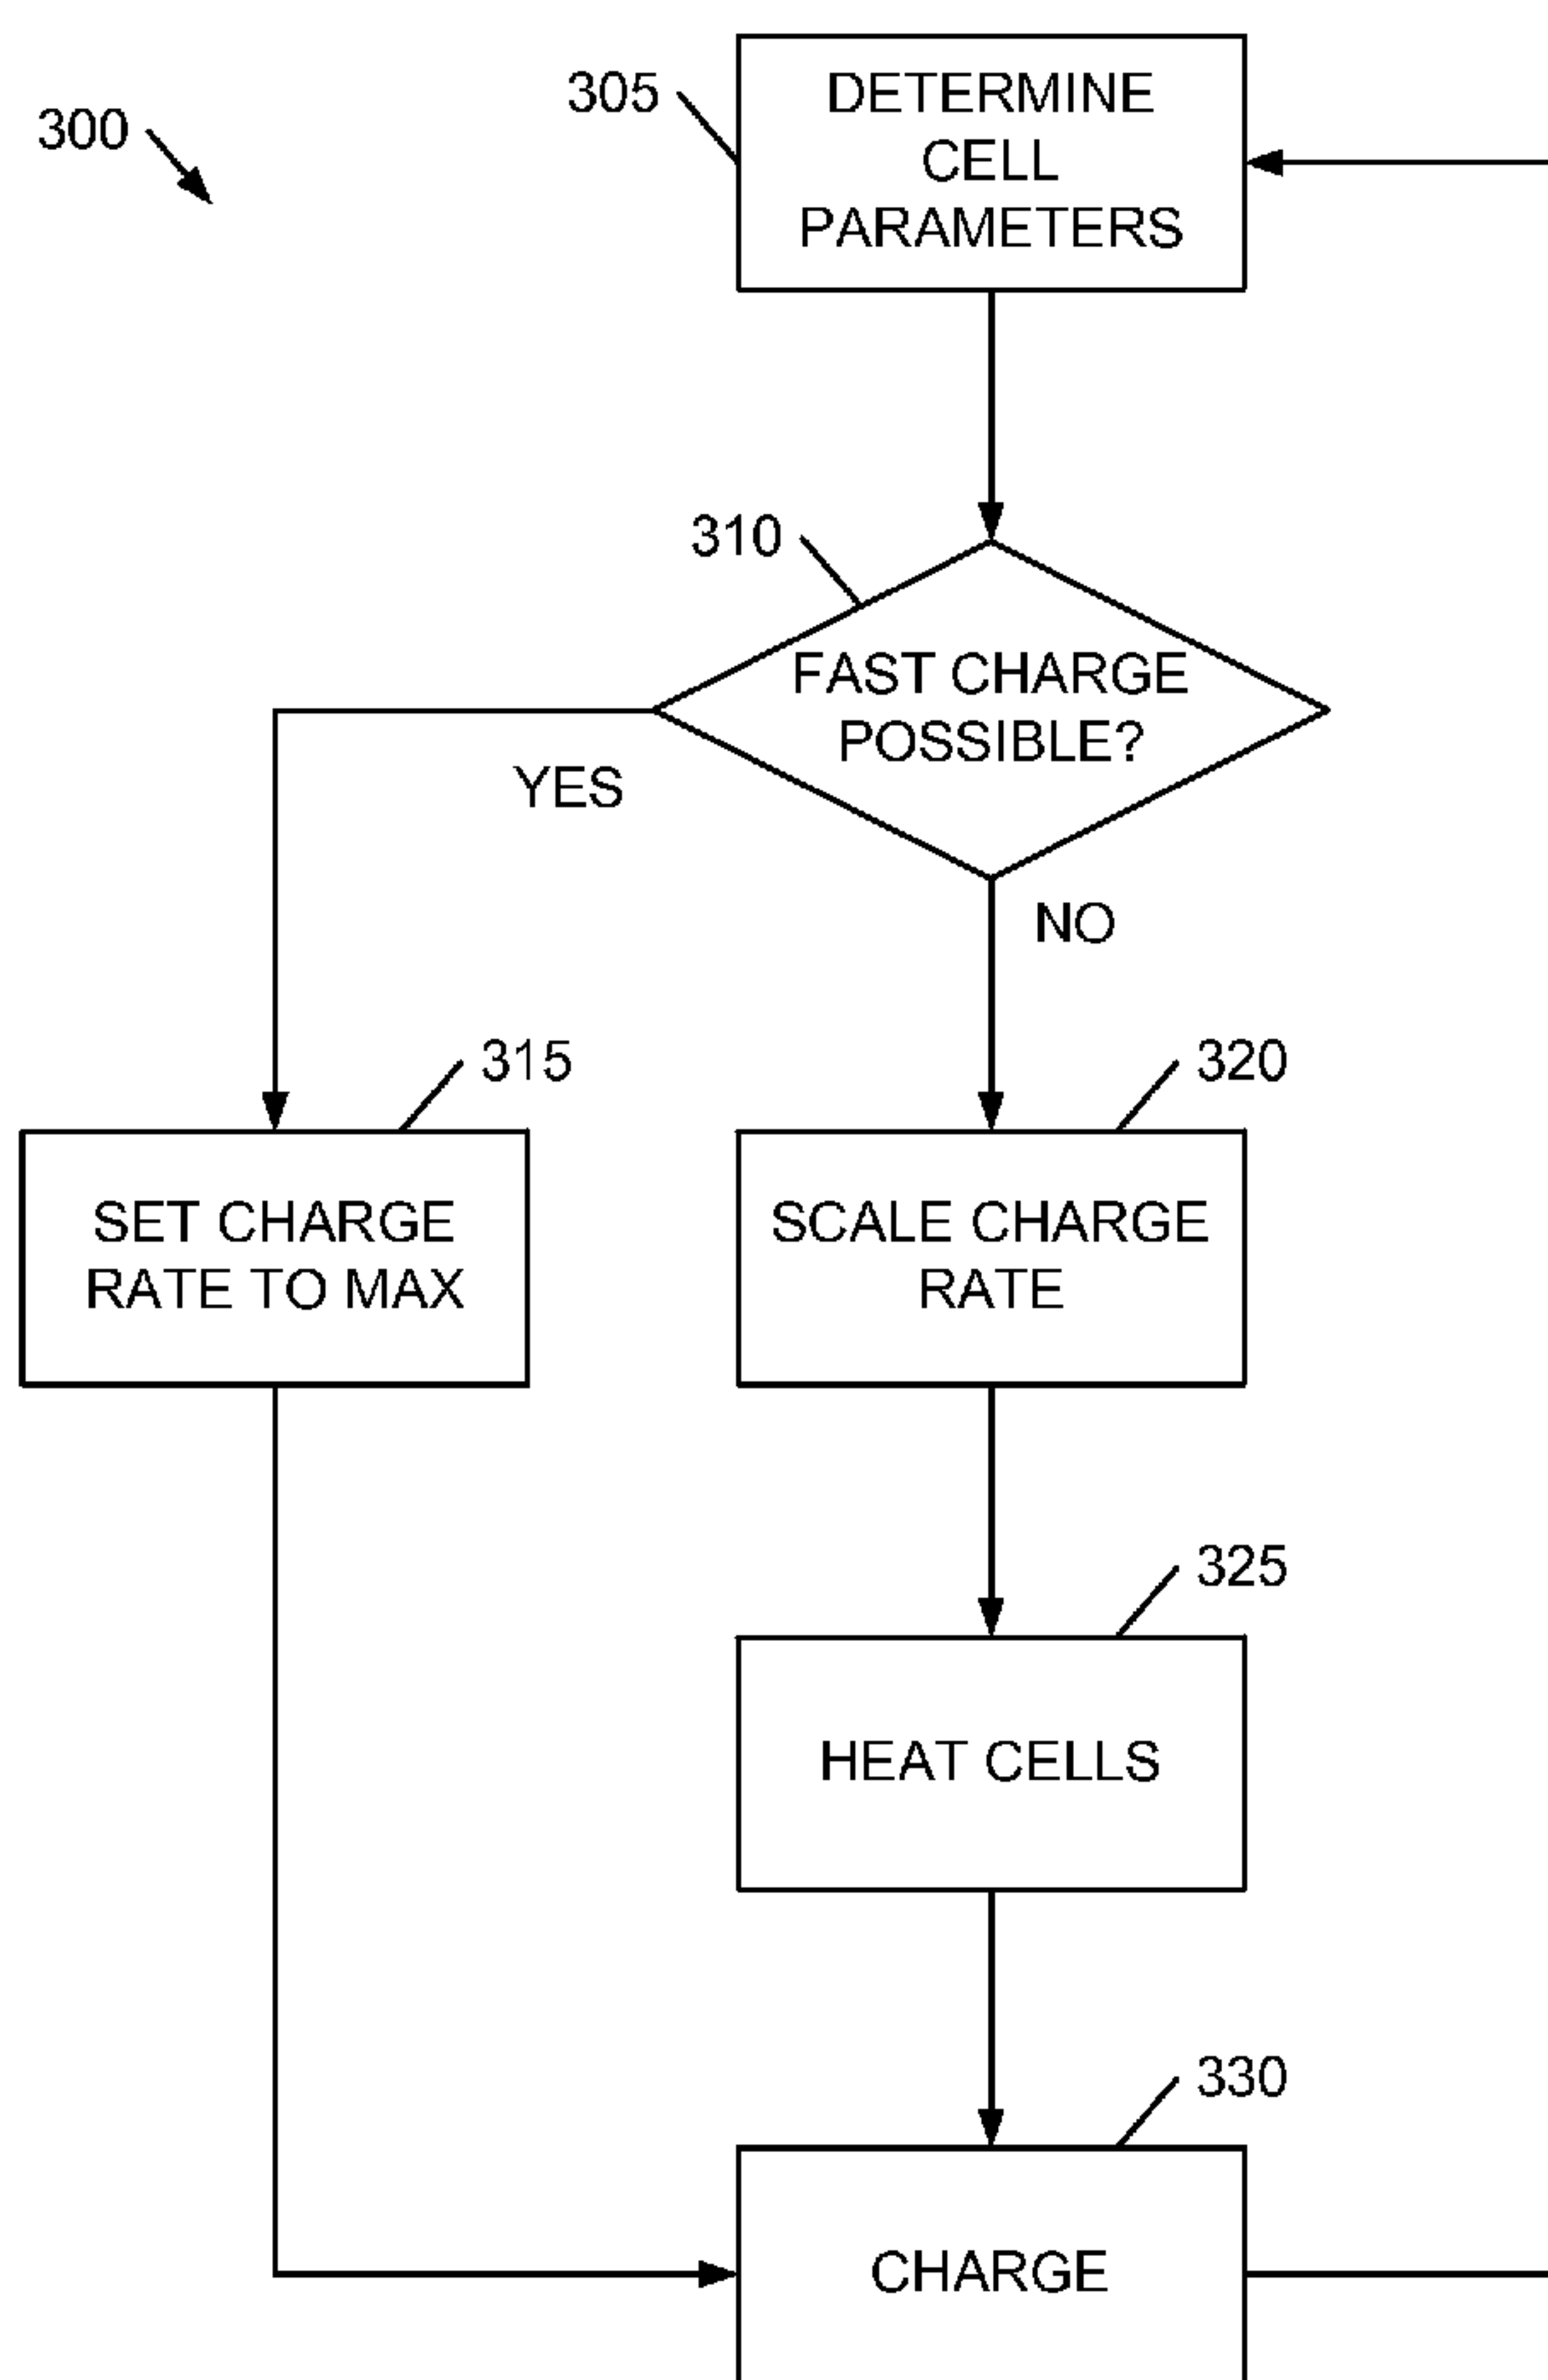 300
305
DETERMINE
CELL
PARAMETERS
310
FAST CHARGE
POSSIBLE?
YES
NO
315
SET CHARGE
RATE TO MAX
320
SCALE CHARGE
RATE
325
HEAT CELLS
330
CHARGE